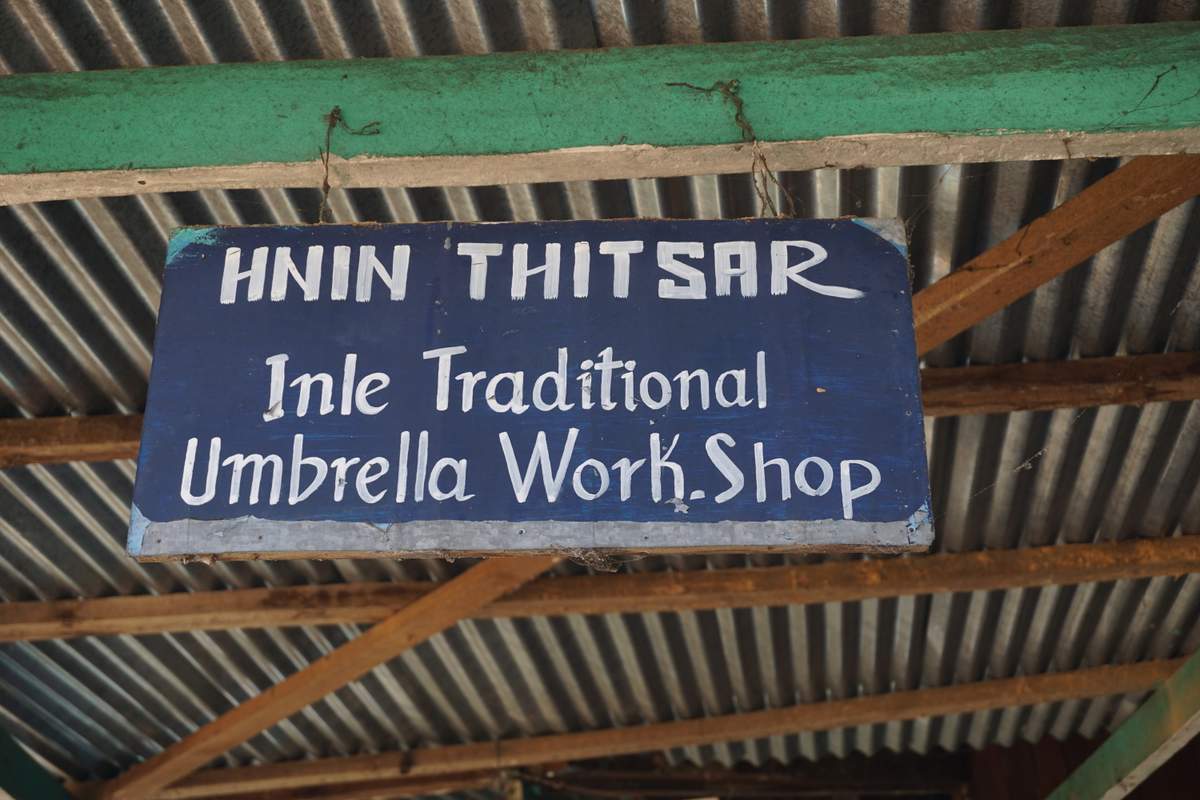 HNIN THITSAR
Inle Traditional
Umbrella Work-Shop